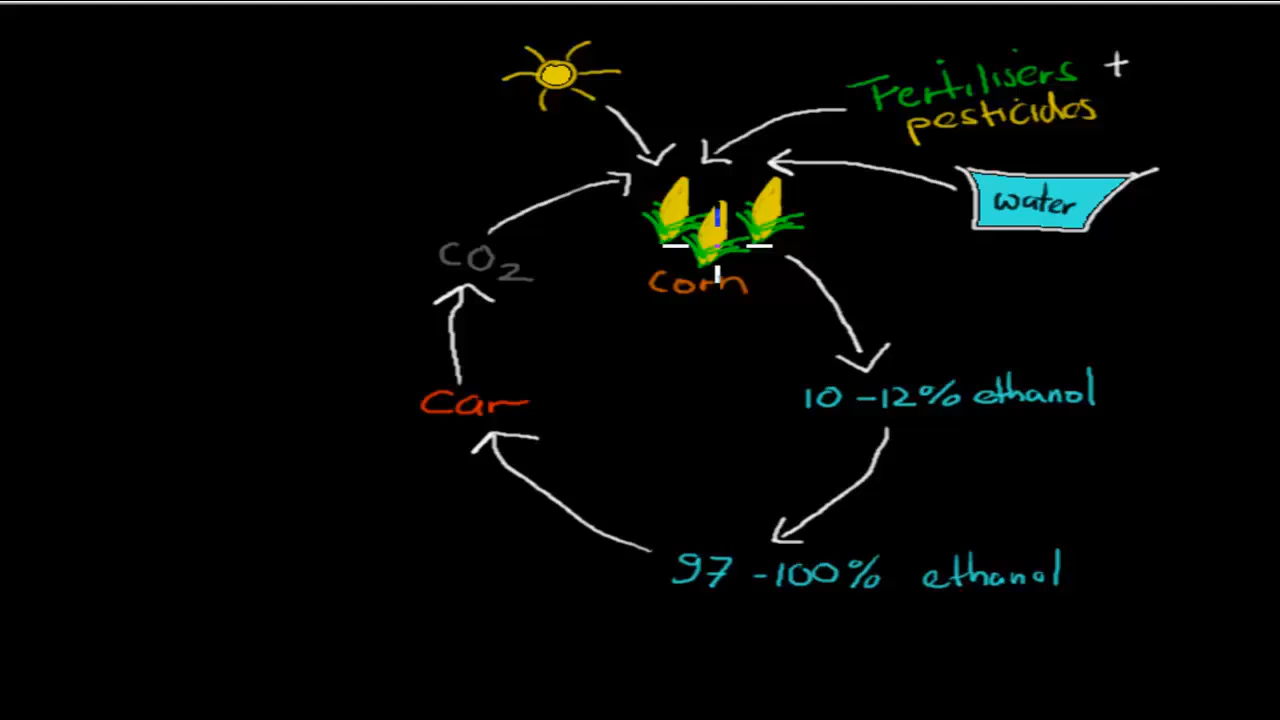 Fertilisers +
pesticides
water
CO2
corn
Car
10-12% ethanol
97-100% ethanol